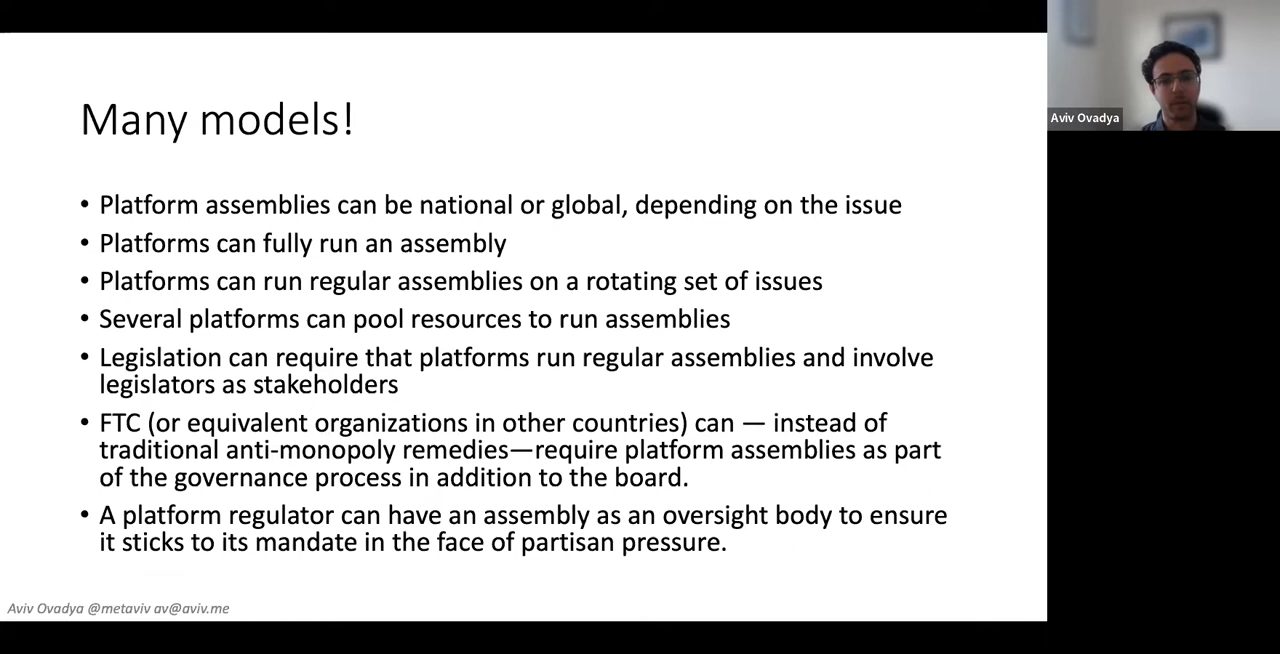 Many models!
• Platform assemblies can be national or global, depending on the issue
• Platforms can fully run an assembly
• Platforms can run regular assemblies on a rotating set of issues
• Several platforms can pool resources to run assemblies
• Legislation can require that platforms run regular assemblies and involve
legislators as stakeholders
• FTC (or equivalent organizations in other countries) can — instead of
traditional anti-monopoly remedies—require platform assemblies as part
of the governance process in addition to the board.
• A platform regulator can have an assembly as an oversight body to ensure
it sticks to its mandate in the face of partisan pressure.
Aviv Ovadya @metaviv av@aviv.me
Aviv Ovadya